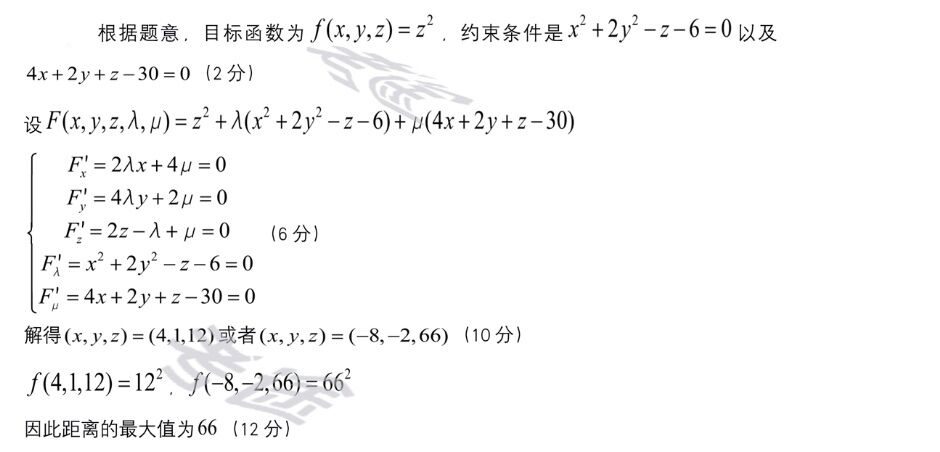 根据题意，目标函数为 f(x,y,z)=z²，约束条件是 x²+2y²−z−6=0 以及
4x+2y+z−30=0（2分）
设 F(x,y,z,λ,μ)=z²+λ(x²+2y²−z−6)+μ(4x+2y+z−30)
F'ₓ=2λx+4μ=0
F'ᵧ=4λy+2μ=0
F'z=2z−λ+μ=0 （6分）
F'λ=x²+2y²−z−6=0
F'μ=4x+2y+z−30=0
解得(x,y,z)=(4,1,12)或者(x,y,z)=(−8,−2,66)（10分）
f(4,1,12)=12²，f(−8,−2,66)=66²
因此距离的最大值为66（12分）